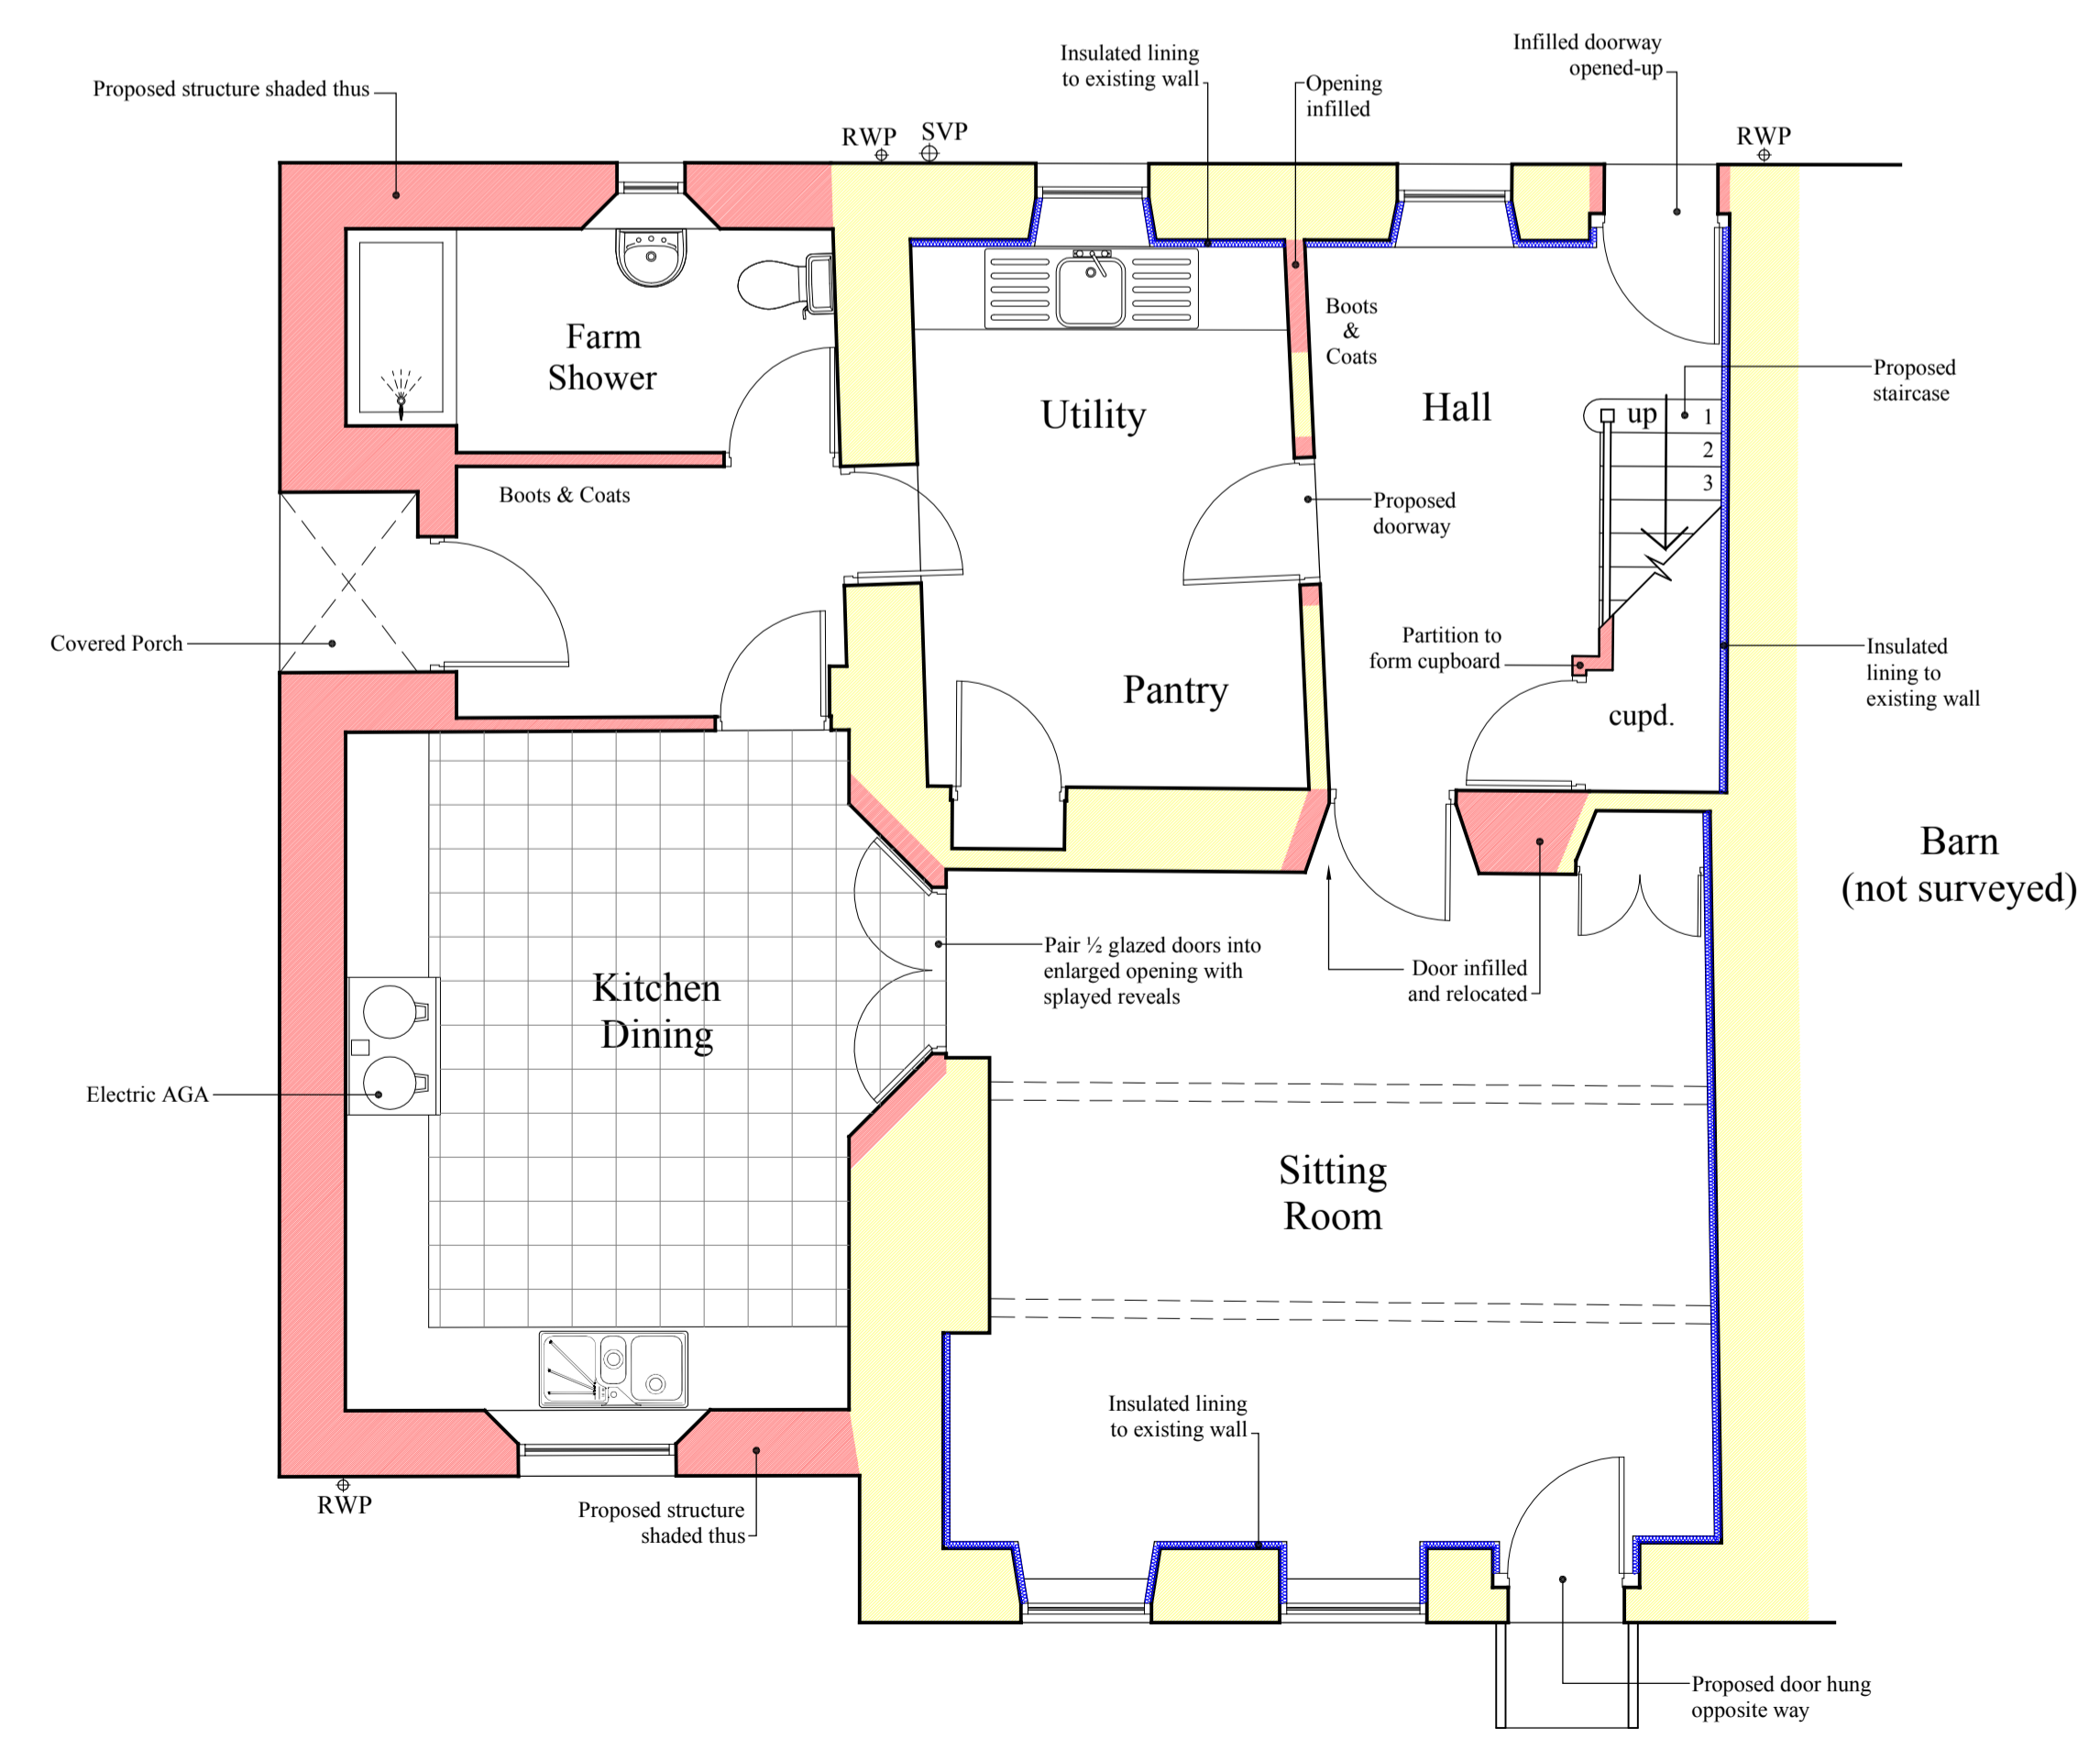 Infilled doorway
opened-up
Insulated lining
to existing wall
Proposed structure shaded thus
Opening
infilled
RWP
SVP
RWP
Boots
&
Coats
Farm
Shower
Proposed
staircase
Utility
Hall
up
1
2
3
Boots & Coats
Proposed
doorway
Covered Porch
Partition to
form cupboard
Insulated
lining to
existing wall
Pantry
cupd.
Barn
(not surveyed)
Pair ½ glazed doors into
enlarged opening with
splayed reveals
Door infilled
and relocated
Kitchen
Dining
Electric AGA
Sitting
Room
Insulated lining
to existing wall
RWP
Proposed structure
shaded thus
Proposed door hung
opposite way